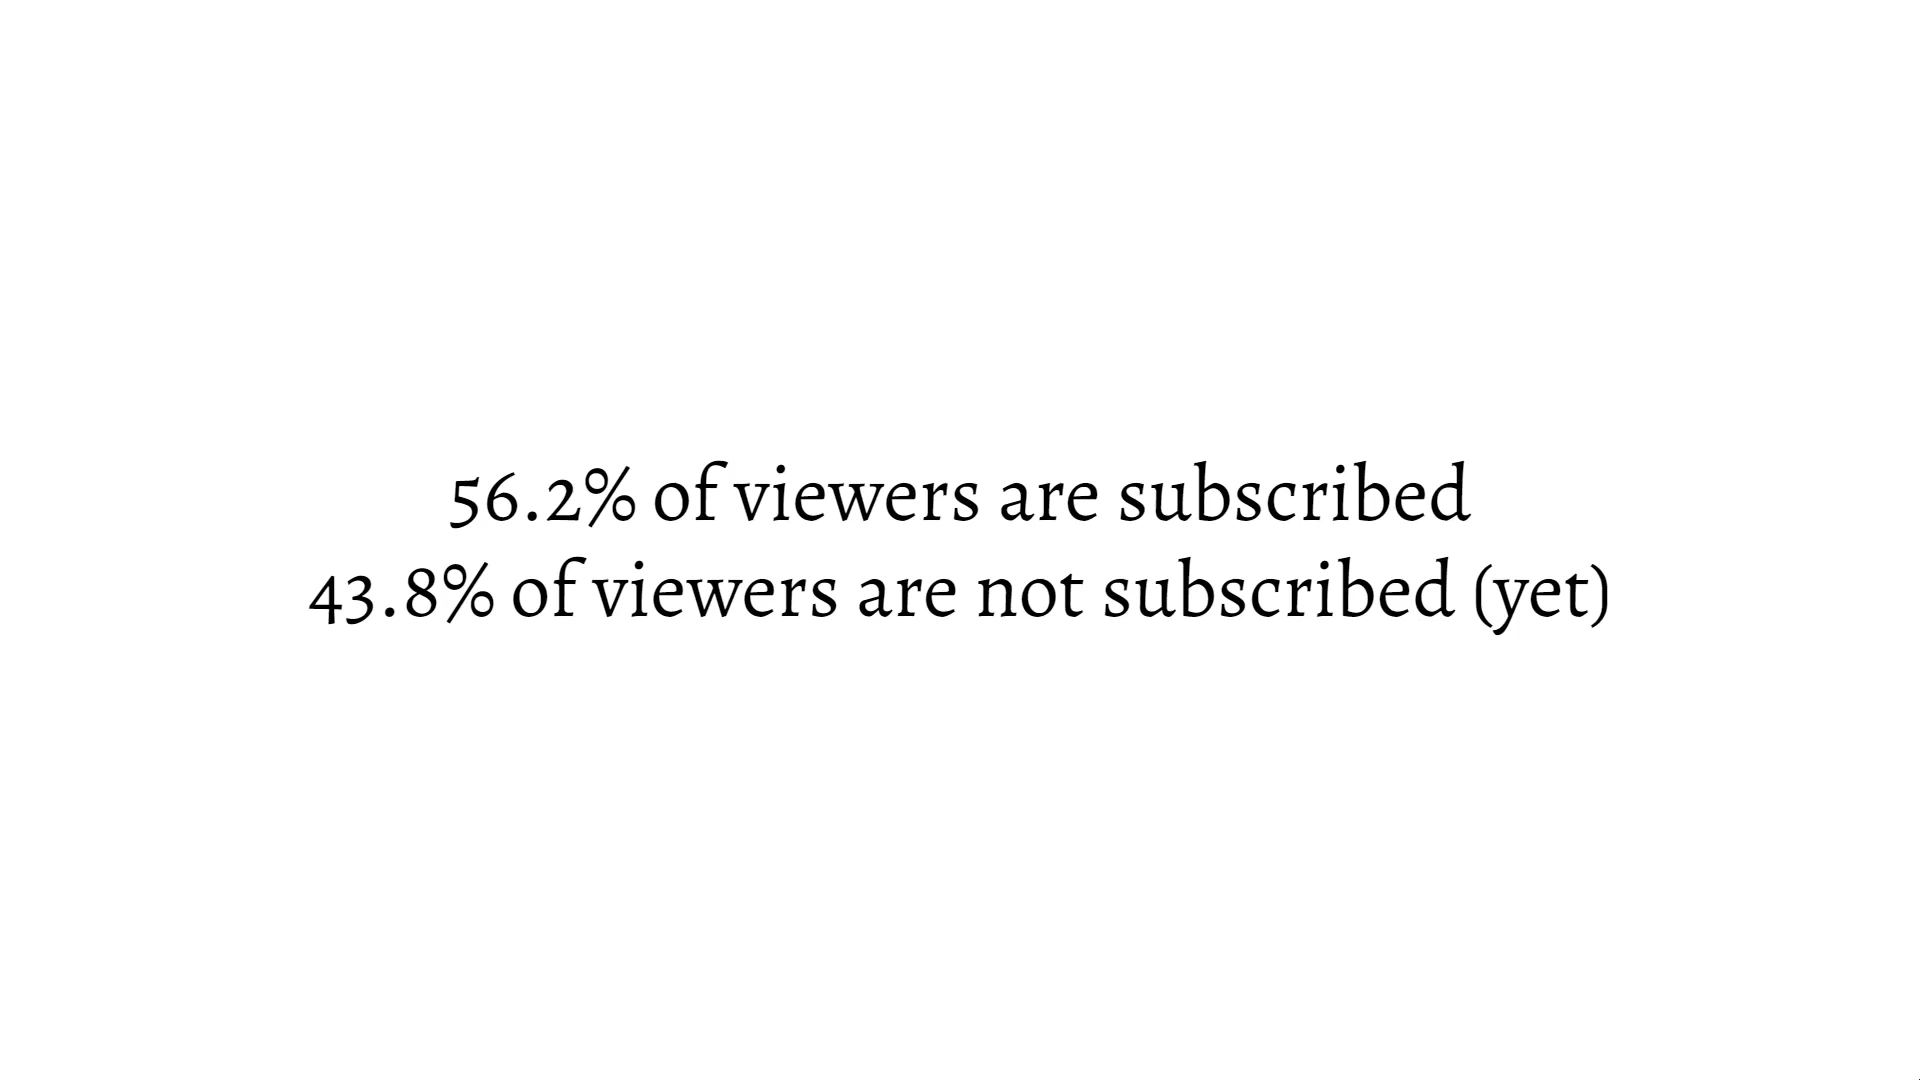 56.2% of viewers are subscribed
43.8% of viewers are not subscribed (yet)